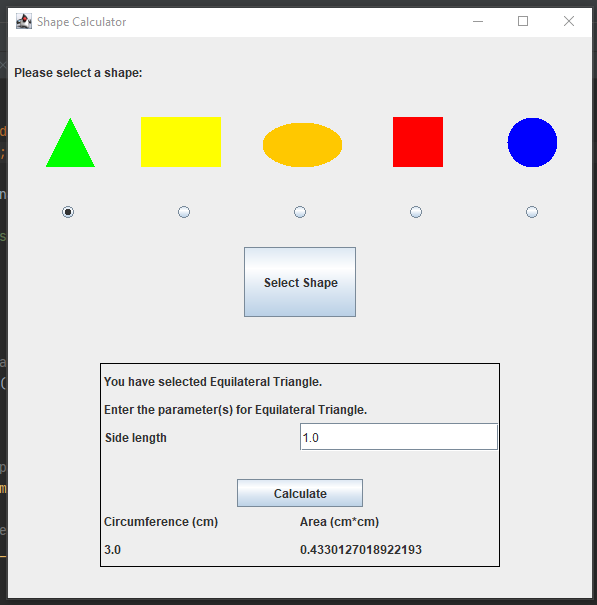 Shape Calculator
Please select a shape:
Select Shape
You have selected Equilateral Triangle.
Enter the parameter(s) for Equilateral Triangle.
Side length 1.0
Calculate
Circumference (cm) Area (cm*cm)
3.0 0.4330127018922193